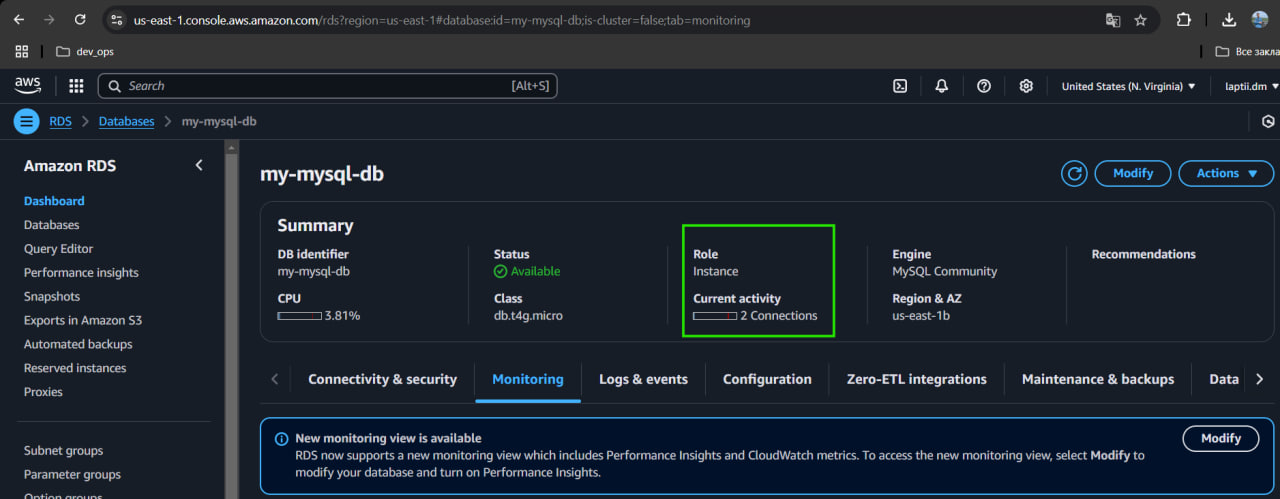 us-east-1.console.aws.amazon.com/rds?region=us-east-1#database:id=my-mysql-db;is-cluster=false;tab=monitoring
dev_ops
Все закла
aws
Search
[Alt+S]
United States (N. Virginia)
laptii.dm
RDS
Databases
my-mysql-db
Amazon RDS
Dashboard
Databases
Query Editor
Performance insights
Snapshots
Exports in Amazon S3
Automated backups
Reserved instances
Proxies
Subnet groups
Parameter groups
Option groups
my-mysql-db
Modify
Actions
Summary
DB identifier
my-mysql-db
CPU
3.81%
Status
Available
Class
db.t4g.micro
Role
Instance
Current activity
2 Connections
Engine
MySQL Community
Region & AZ
us-east-1b
Recommendations
Connectivity & security
Monitoring
Logs & events
Configuration
Zero-ETL integrations
Maintenance & backups
Data
New monitoring view is available
RDS now supports a new monitoring view which includes Performance Insights and CloudWatch metrics. To access the new monitoring view, select Modify to
modify your database and turn on Performance Insights.
Modify